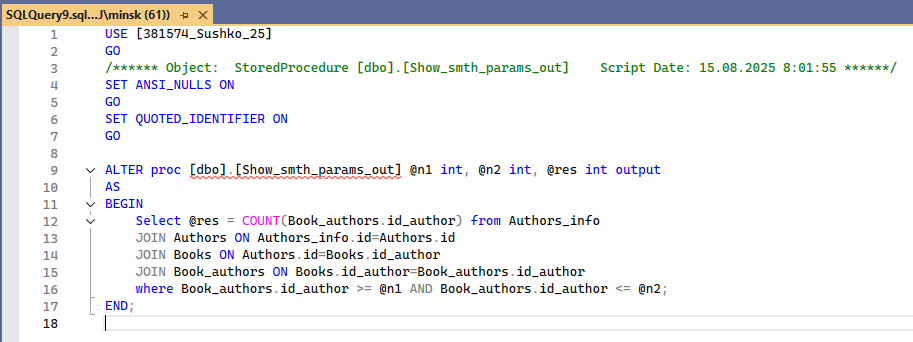 SQLQuery9.sql...J\minsk (61))
1 USE [381574_Sushko_25]
2 GO
3 /****** Object:  StoredProcedure [dbo].[Show_smth_params_out]    Script Date: 15.08.2025 8:01:55 ******/
4 SET ANSI_NULLS ON
5 GO
6 SET QUOTED_IDENTIFIER ON
7 GO
8
9 ALTER proc [dbo].[Show_smth_params_out] @n1 int, @n2 int, @res int output
10 AS
11 BEGIN
12     Select @res = COUNT(Book_authors.id_author) from Authors_info
13     JOIN Authors ON Authors_info.id=Authors.id
14     JOIN Books ON Authors.id=Books.id_author
15     JOIN Book_authors ON Books.id_author=Book_authors.id_author
16     where Book_authors.id_author >= @n1 AND Book_authors.id_author <= @n2;
17 END;
18